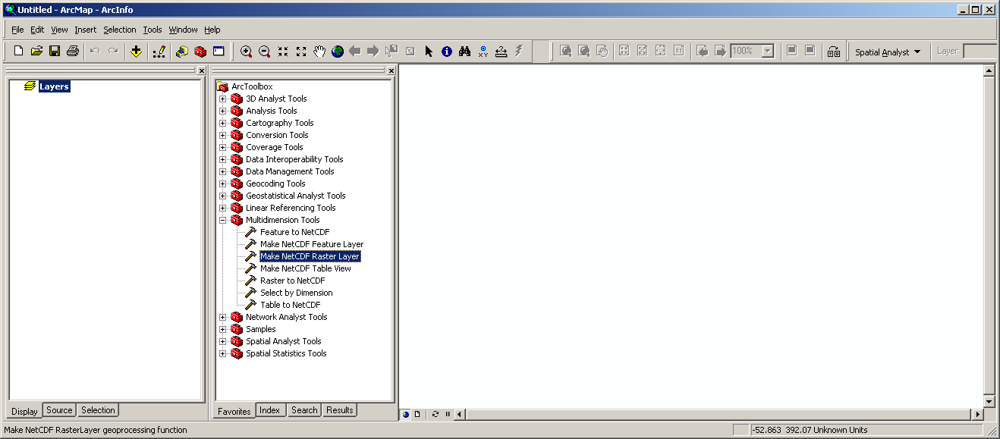 Untitled - ArcMap - ArcInfo
File Edit View Insert Selection Tools Window Help
XY 1:1 100% Spatial Analyst Layer:
Layers
ArcToolbox
3D Analyst Tools
Analysis Tools
Cartography Tools
Conversion Tools
Coverage Tools
Data Interoperability Tools
Data Management Tools
Geocoding Tools
Geostatistical Analyst Tools
Linear Referencing Tools
Multidimension Tools
Feature to NetCDF
Make NetCDF Feature Layer
Make NetCDF Raster Layer
Make NetCDF Table View
Raster to NetCDF
Select by Dimension
Table to NetCDF
Network Analyst Tools
Samples
Spatial Analyst Tools
Spatial Statistics Tools
Display Source Selection
Favorites Index Search Results
Make NetCDF RasterLayer geoprocessing function
-52.863 392.07 Unknown Units